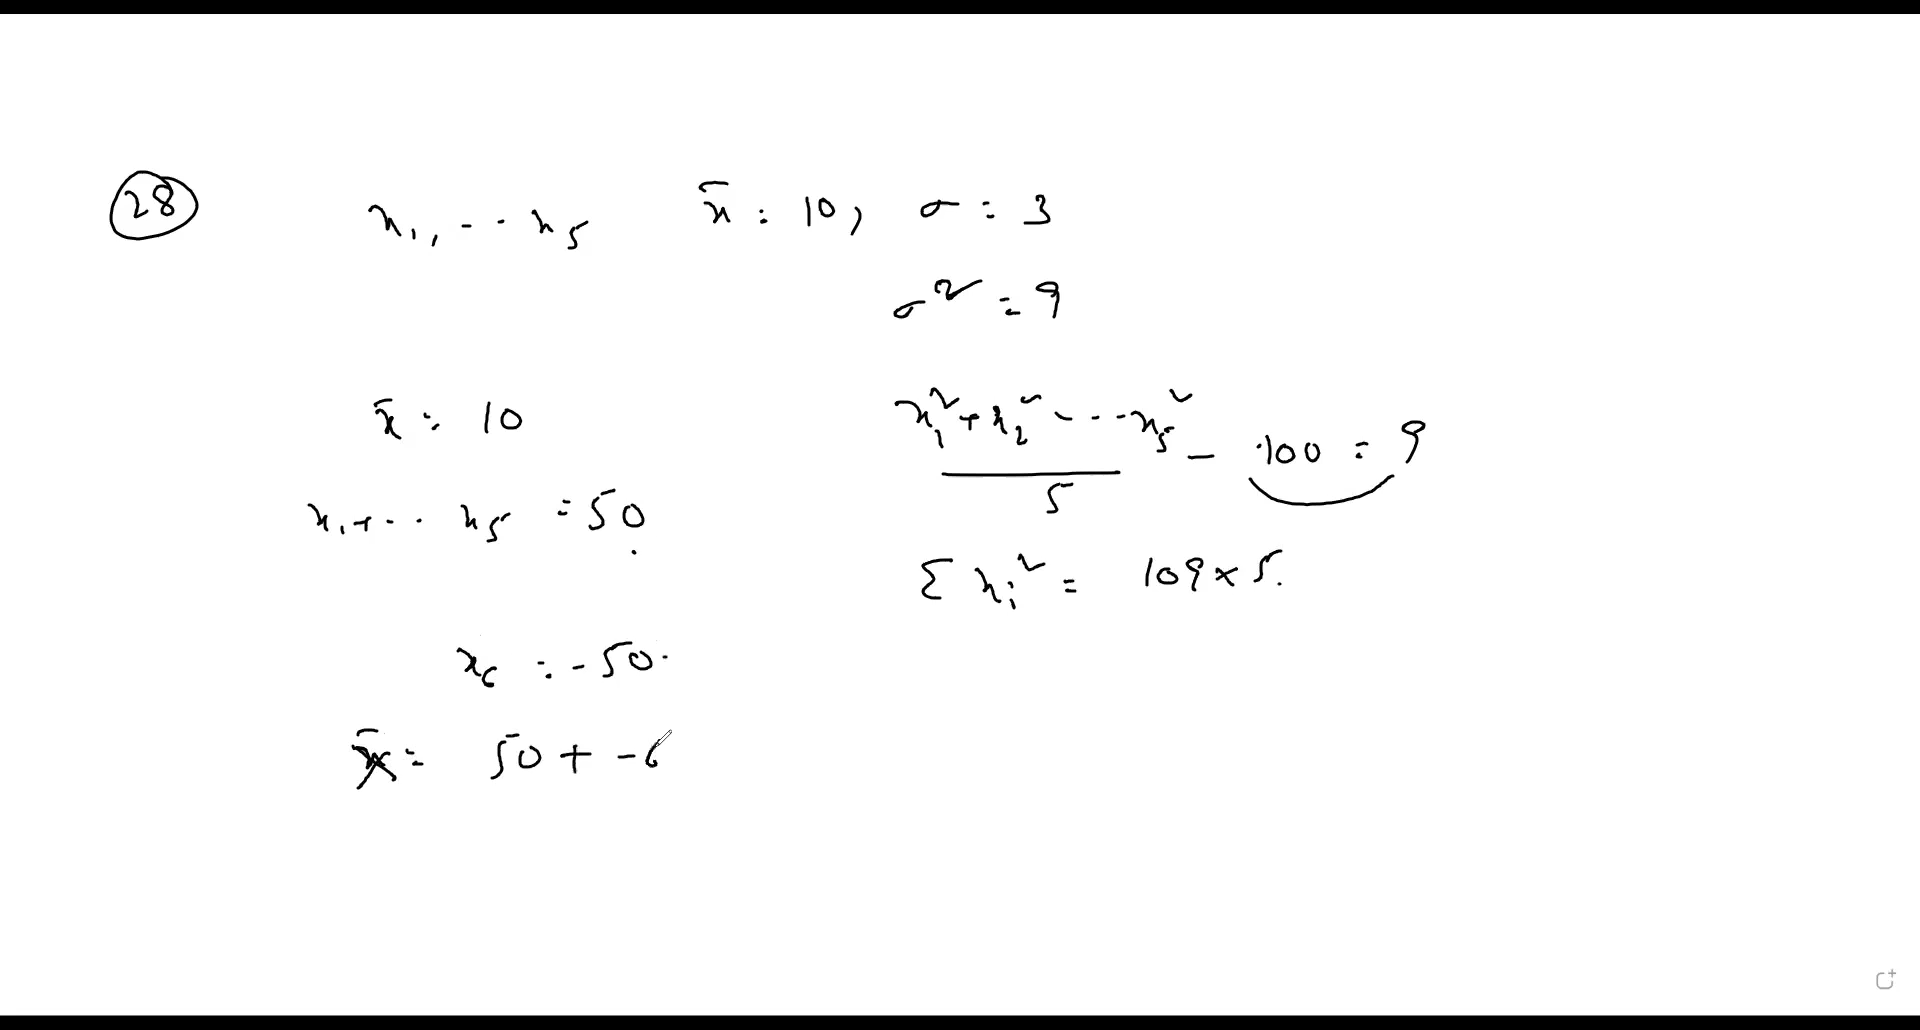 28 x₁, -·· x₅ x̄ = 10, σ = 3
σ² = 9
x̄ = 10
x₁² + x₂² - ··· x₅² / 5 - 100 = 9
x₁ + ··· x₅ = 50
Σ xᵢ² = 109 × 5.
x₆ = -50.
x̄ = 50 + -6